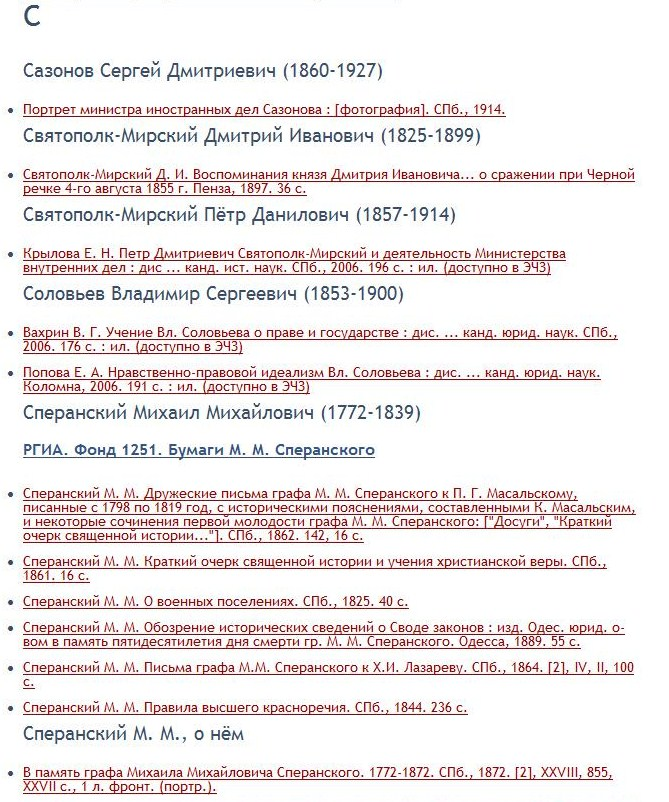 С
Сазонов Сергей Дмитриевич (1860-1927)
Портрет министра иностранных дел Сазонова : [фотография]. СПб., 1914.
Святополк-Мирский Дмитрий Иванович (1825-1899)
Святополк-Мирский Д. И. Воспоминания князя Дмитрия Ивановича... о сражении при Черной
речке 4-го августа 1855 г. Пенза, 1897. 36 с.
Святополк-Мирский Пётр Данилович (1857-1914)
Крылова Е. Н. Петр Дмитриевич Святополк-Мирский и деятельность Министерства
внутренних дел : дис ... канд. ист. наук. СПб., 2006. 196 с. : ил. (доступно в ЭЧЗ)
Соловьев Владимир Сергеевич (1853-1900)
Вахрин В. Г. Учение Вл. Соловьева о праве и государстве : дис. ... канд. юрид. наук. СПб.,
2006. 176 с. : ил. (доступно в ЭЧЗ)
Попова Е. А. Нравственно-правовой идеализм Вл. Соловьева : дис. ... канд. юрид. наук.
Коломна, 2006. 191 с. : ил. (доступно в ЭЧЗ)
Сперанский Михаил Михайлович (1772-1839)
РГИА. Фонд 1251. Бумаги М. М. Сперанского
Сперанский М. М. Дружеские письма графа М. М. Сперанского к П. Г. Масальскому,
писанные с 1798 по 1819 год, с историческими пояснениями, составленными К. Масальским,
и некоторые сочинения первой молодости графа М. М. Сперанского: ["Досуги", "Краткий
очерк священной истории..."]. СПб., 1862. 142, 16 с.
Сперанский М. М. Краткий очерк священной истории и учения христианской веры. СПб.,
1861. 16 с.
Сперанский М. М. О военных поселениях. СПб., 1825. 40 с.
Сперанский М. М. Обозрение исторических сведений о Своде законов : изд. Одес. юрид. о-
вом в память пятидесятилетия дня смерти гр. М. М. Сперанского. Одесса, 1889. 55 с.
Сперанский М. М. Письма графа М.М. Сперанского к Х.И. Лазареву. СПб., 1864. [2], IV, II, 100
с.
Сперанский М. М. Правила высшего красноречия. СПб., 1844. 236 с.
Сперанский М. М., о нём
В память графа Михаила Михайловича Сперанского. 1772-1872. СПб., 1872. [2], XXVIII, 855,
XXVII с., 1 л. фронт. (портр.).